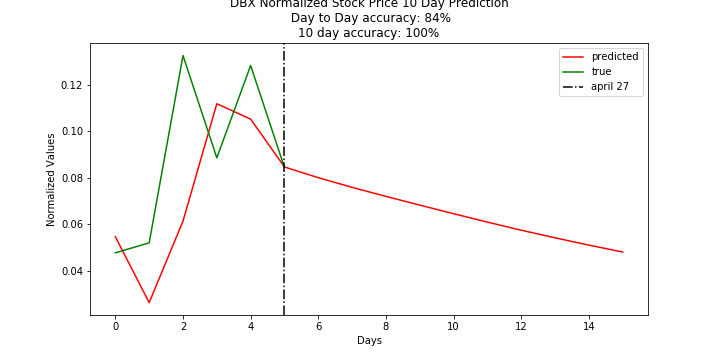 DBX Normalized Stock Price 10 Day Prediction
Day to Day accuracy: 84%
10 day accuracy: 100%
predicted
true
april 27
Normalized Values
0.12
0.10
0.08
0.06
0.04
0 2 4 6 8 10 12 14
Days